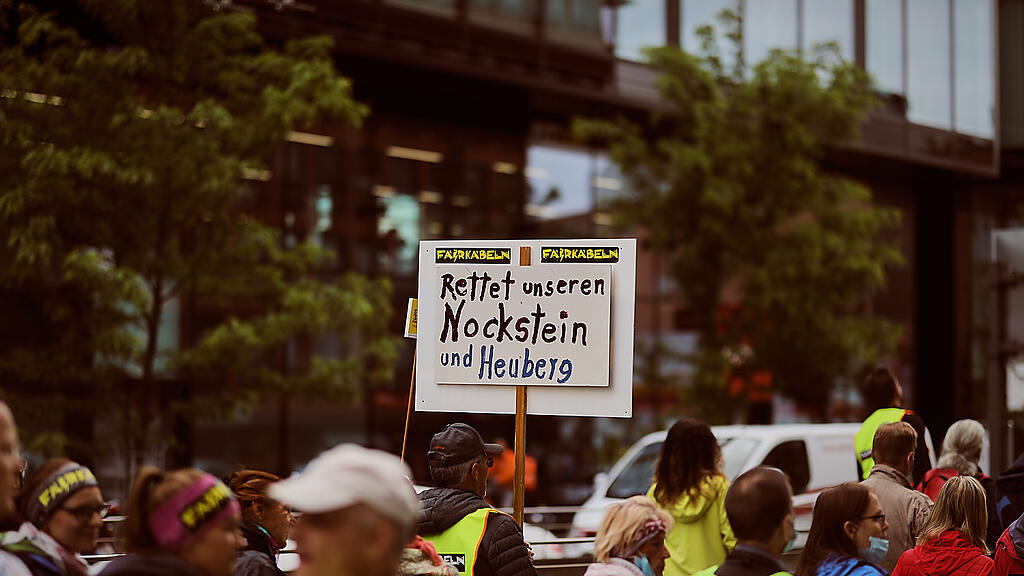 FAIRKABELN FAIRKABELN
Rettet unseren
Nockstein
und Heuberg